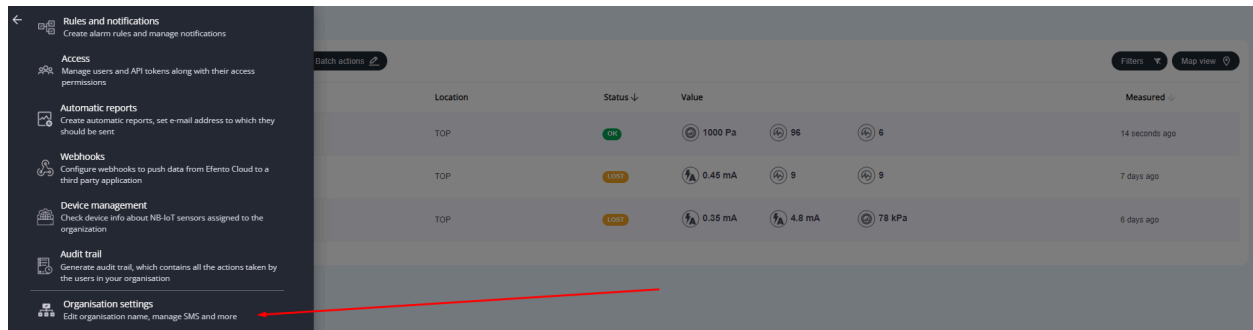 Rules and notifications
Create alarm rules and manage notifications
Access
Manage users and API tokens along with their access
permissions
Automatic reports
Create automatic reports, set e-mail address to which they
should be sent
Webhooks
Configure webhooks to push data from Efento Cloud to a
third party application
Device management
Check device info about NB-IoT sensors assigned to the
organization
Audit trail
Generate audit trail, which contains all the actions taken by
the users in your organisation
Organisation settings
Edit organisation name, manage SMS and more
Batch actions
Filters
Map view
Location Status Value Measured
TOP OK 1000 Pa 96 6 14 seconds ago
TOP LOST 0.45 mA 9 9 7 days ago
TOP LOST 0.35 mA 4.8 mA 78 kPa 6 days ago